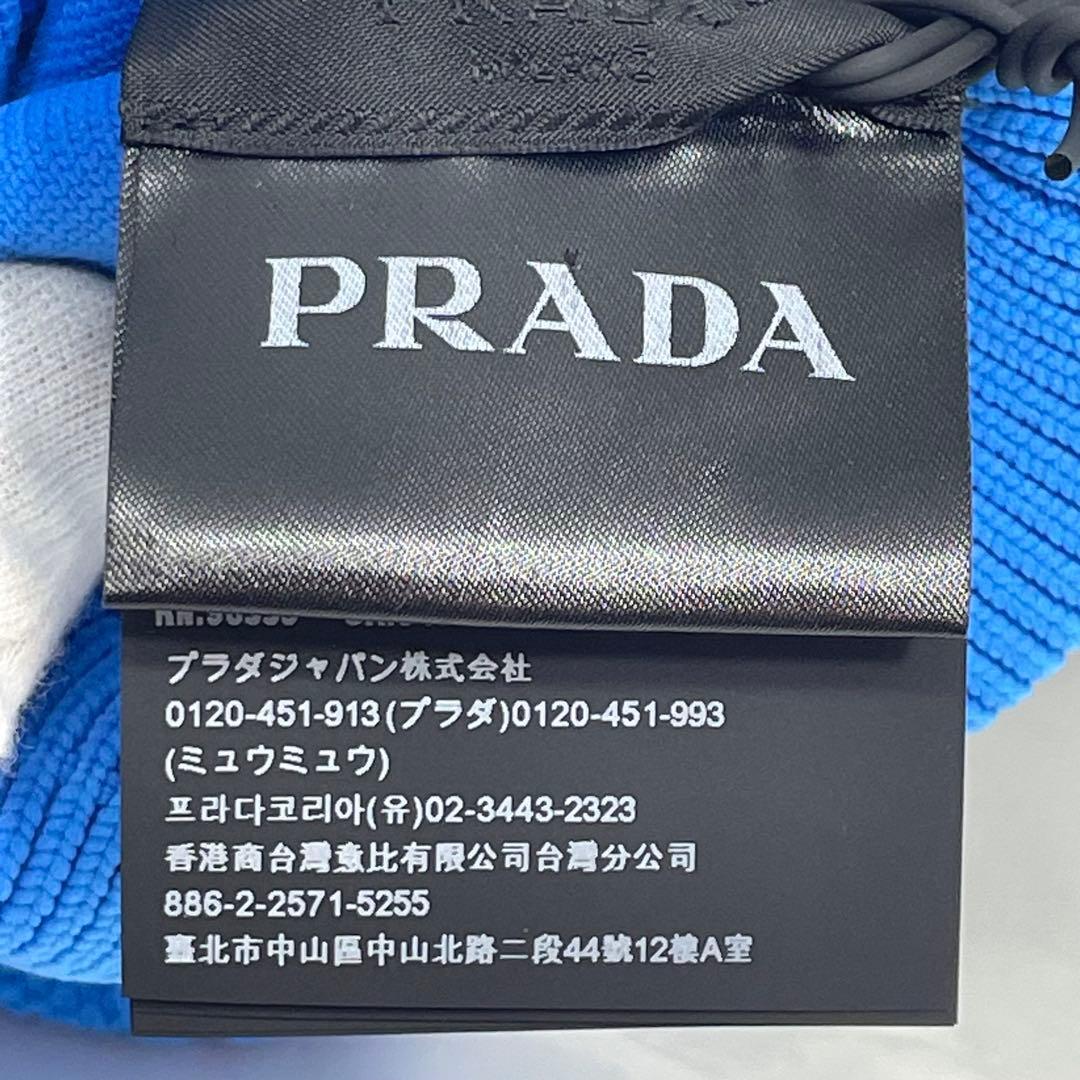 PRADA
プラダジャパン株式会社
0120-451-913(プラダ)0120-451-993
(ミュウミュウ)
프라다코리아(유)02-3443-2323
香港商台灣意比有限公司台灣分公司
886-2-2571-5255
臺北市中山區中山北路二段44號12樓A室